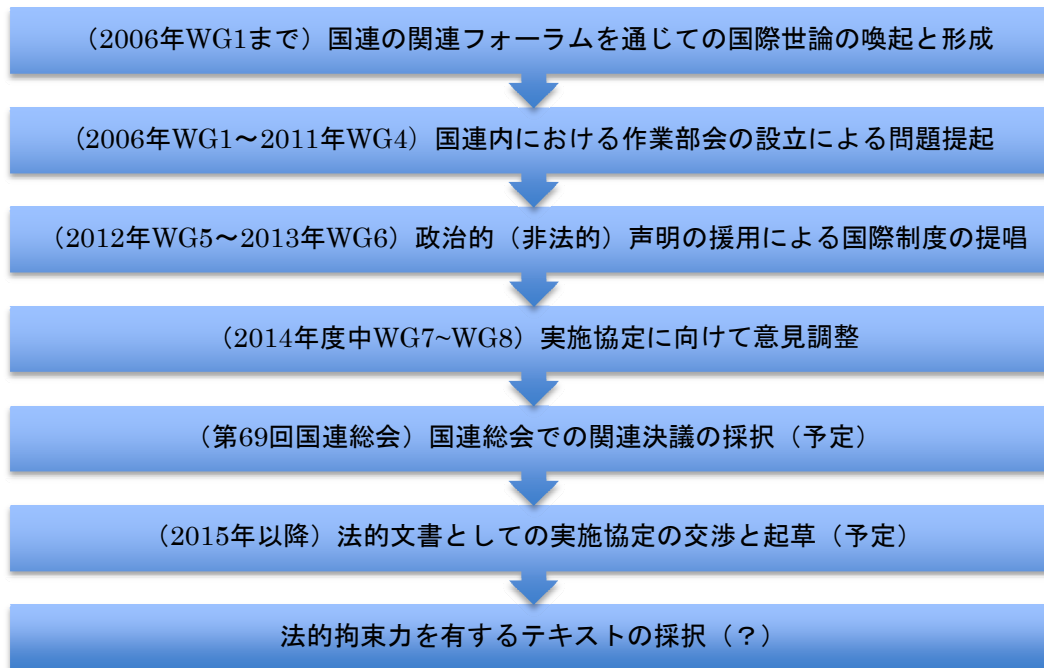 （2006年WG1まで）国連の関連フォーラムを通じての国際世論の喚起と形成
（2006年WG1～2011年WG4）国連内における作業部会の設立による問題提起
（2012年WG5～2013年WG6）政治的（非法的）声明の援用による国際制度の提唱
（2014年度中WG7~WG8）実施協定に向けて意見調整
（第69回国連総会）国連総会での関連決議の採択（予定）
（2015年以降）法的文書としての実施協定の交渉と起草（予定）
法的拘束力を有するテキストの採択（？）